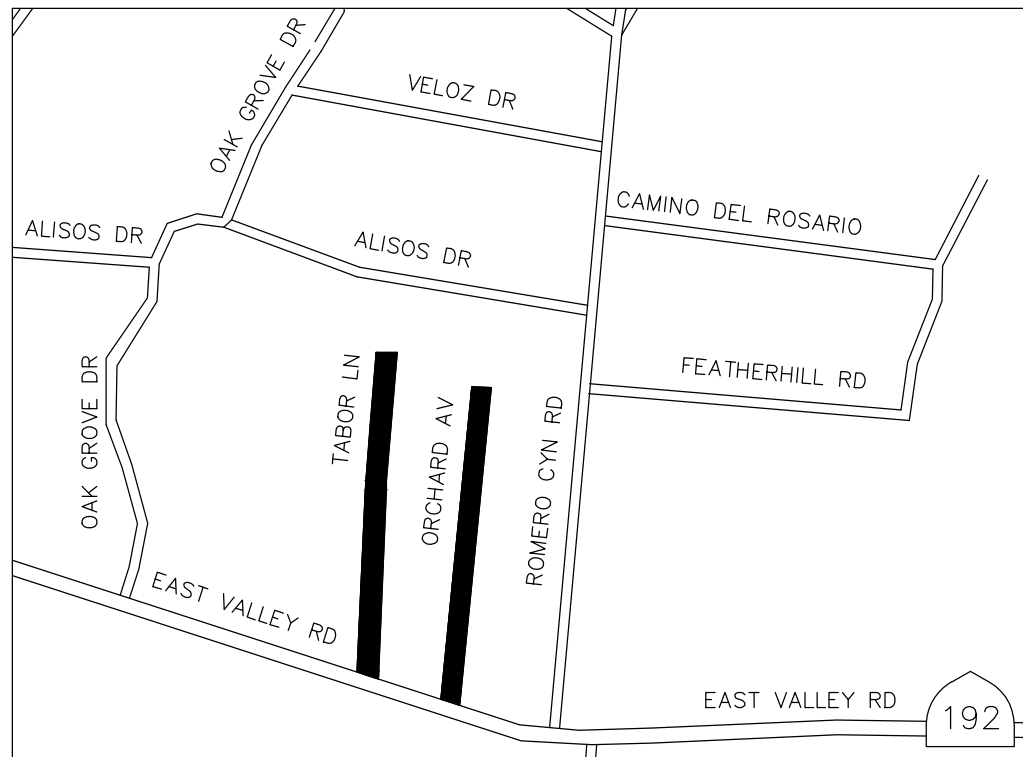 OAK GROVE DR
VELOZ DR
CAMINO DEL ROSARIO
ALISOS DR
ALISOS DR
TABOR LN
ORCHARD AV
ROMERO CYN RD
FEATHERHILL RD
OAK GROVE DR
EAST VALLEY RD
EAST VALLEY RD
192